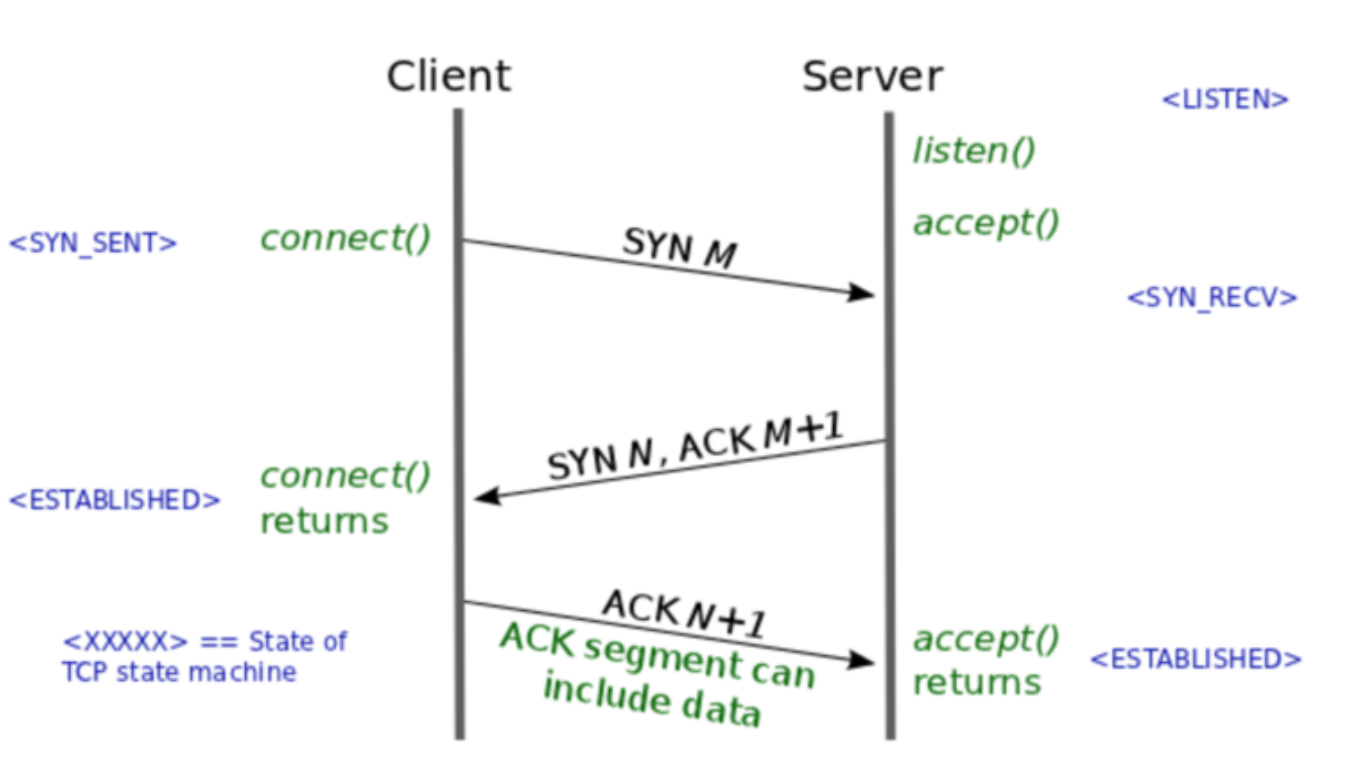 Client
Server
<LISTEN>
listen()
accept()
<SYN_SENT>
connect()
SYN M
<SYN_RECV>
SYN N, ACK M+1
connect()
returns
<ESTABLISHED>
ACK N+1
ACK segment can
include data
<XXXXX> == State of
TCP state machine
accept()
returns
<ESTABLISHED>